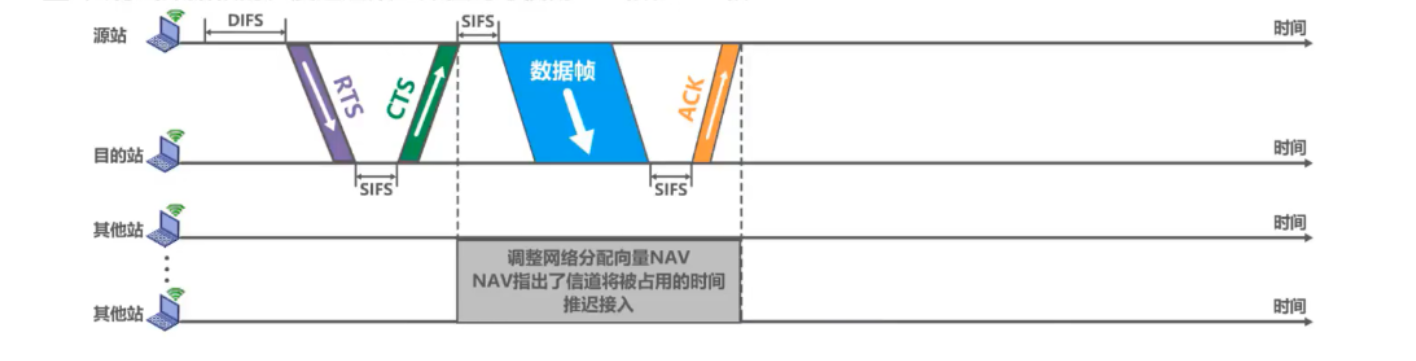 DIFS
SIFS
源站
时间
RTS
CTS
数据帧
ACK
目的站
时间
SIFS
SIFS
其他站
时间
调整网络分配向量NAV
NAV指出了信道将被占用的时间
推迟接入
其他站
时间